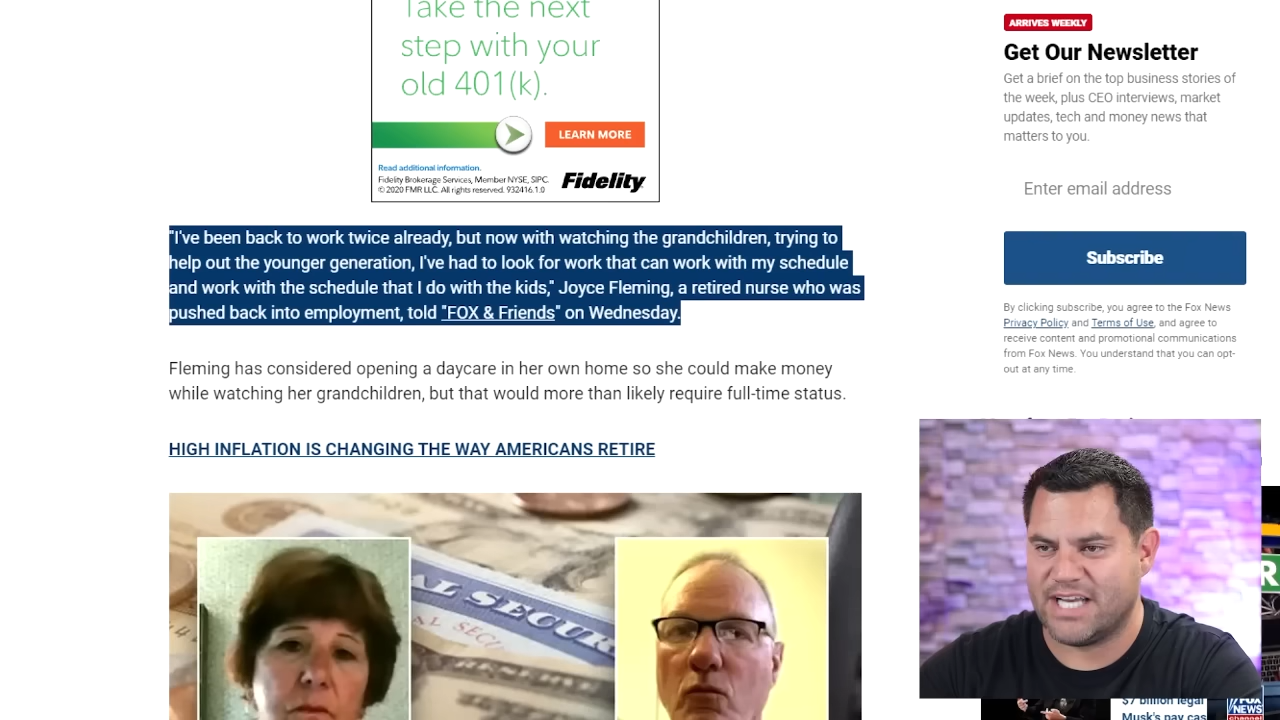 Take the next
step with your
old 401(k).
LEARN MORE
Read additional information.
Fidelity Brokerage Services, Member NYSE, SIPC.
© 2020 FMR LLC. All rights reserved. 932416.1.0
Fidelity
"I've been back to work twice already, but now with watching the grandchildren, trying to
help out the younger generation, I've had to look for work that can work with my schedule
and work with the schedule that I do with the kids," Joyce Fleming, a retired nurse who was
pushed back into employment, told "FOX & Friends" on Wednesday.
Fleming has considered opening a daycare in her own home so she could make money
while watching her grandchildren, but that would more than likely require full-time status.
HIGH INFLATION IS CHANGING THE WAY AMERICANS RETIRE
ARRIVES WEEKLY
Get Our Newsletter
Get a brief on the top business stories of
the week, plus CEO interviews, market
updates, tech and money news that
matters to you.
Enter email address
Subscribe
By clicking subscribe, you agree to the Fox News
Privacy Policy and Terms of Use, and agree to
receive content and promotional communications
from Fox News. You understand that you can opt-
out at any time.
$7 billion legal
Musk's pay cas
FOX
NEWS
channel